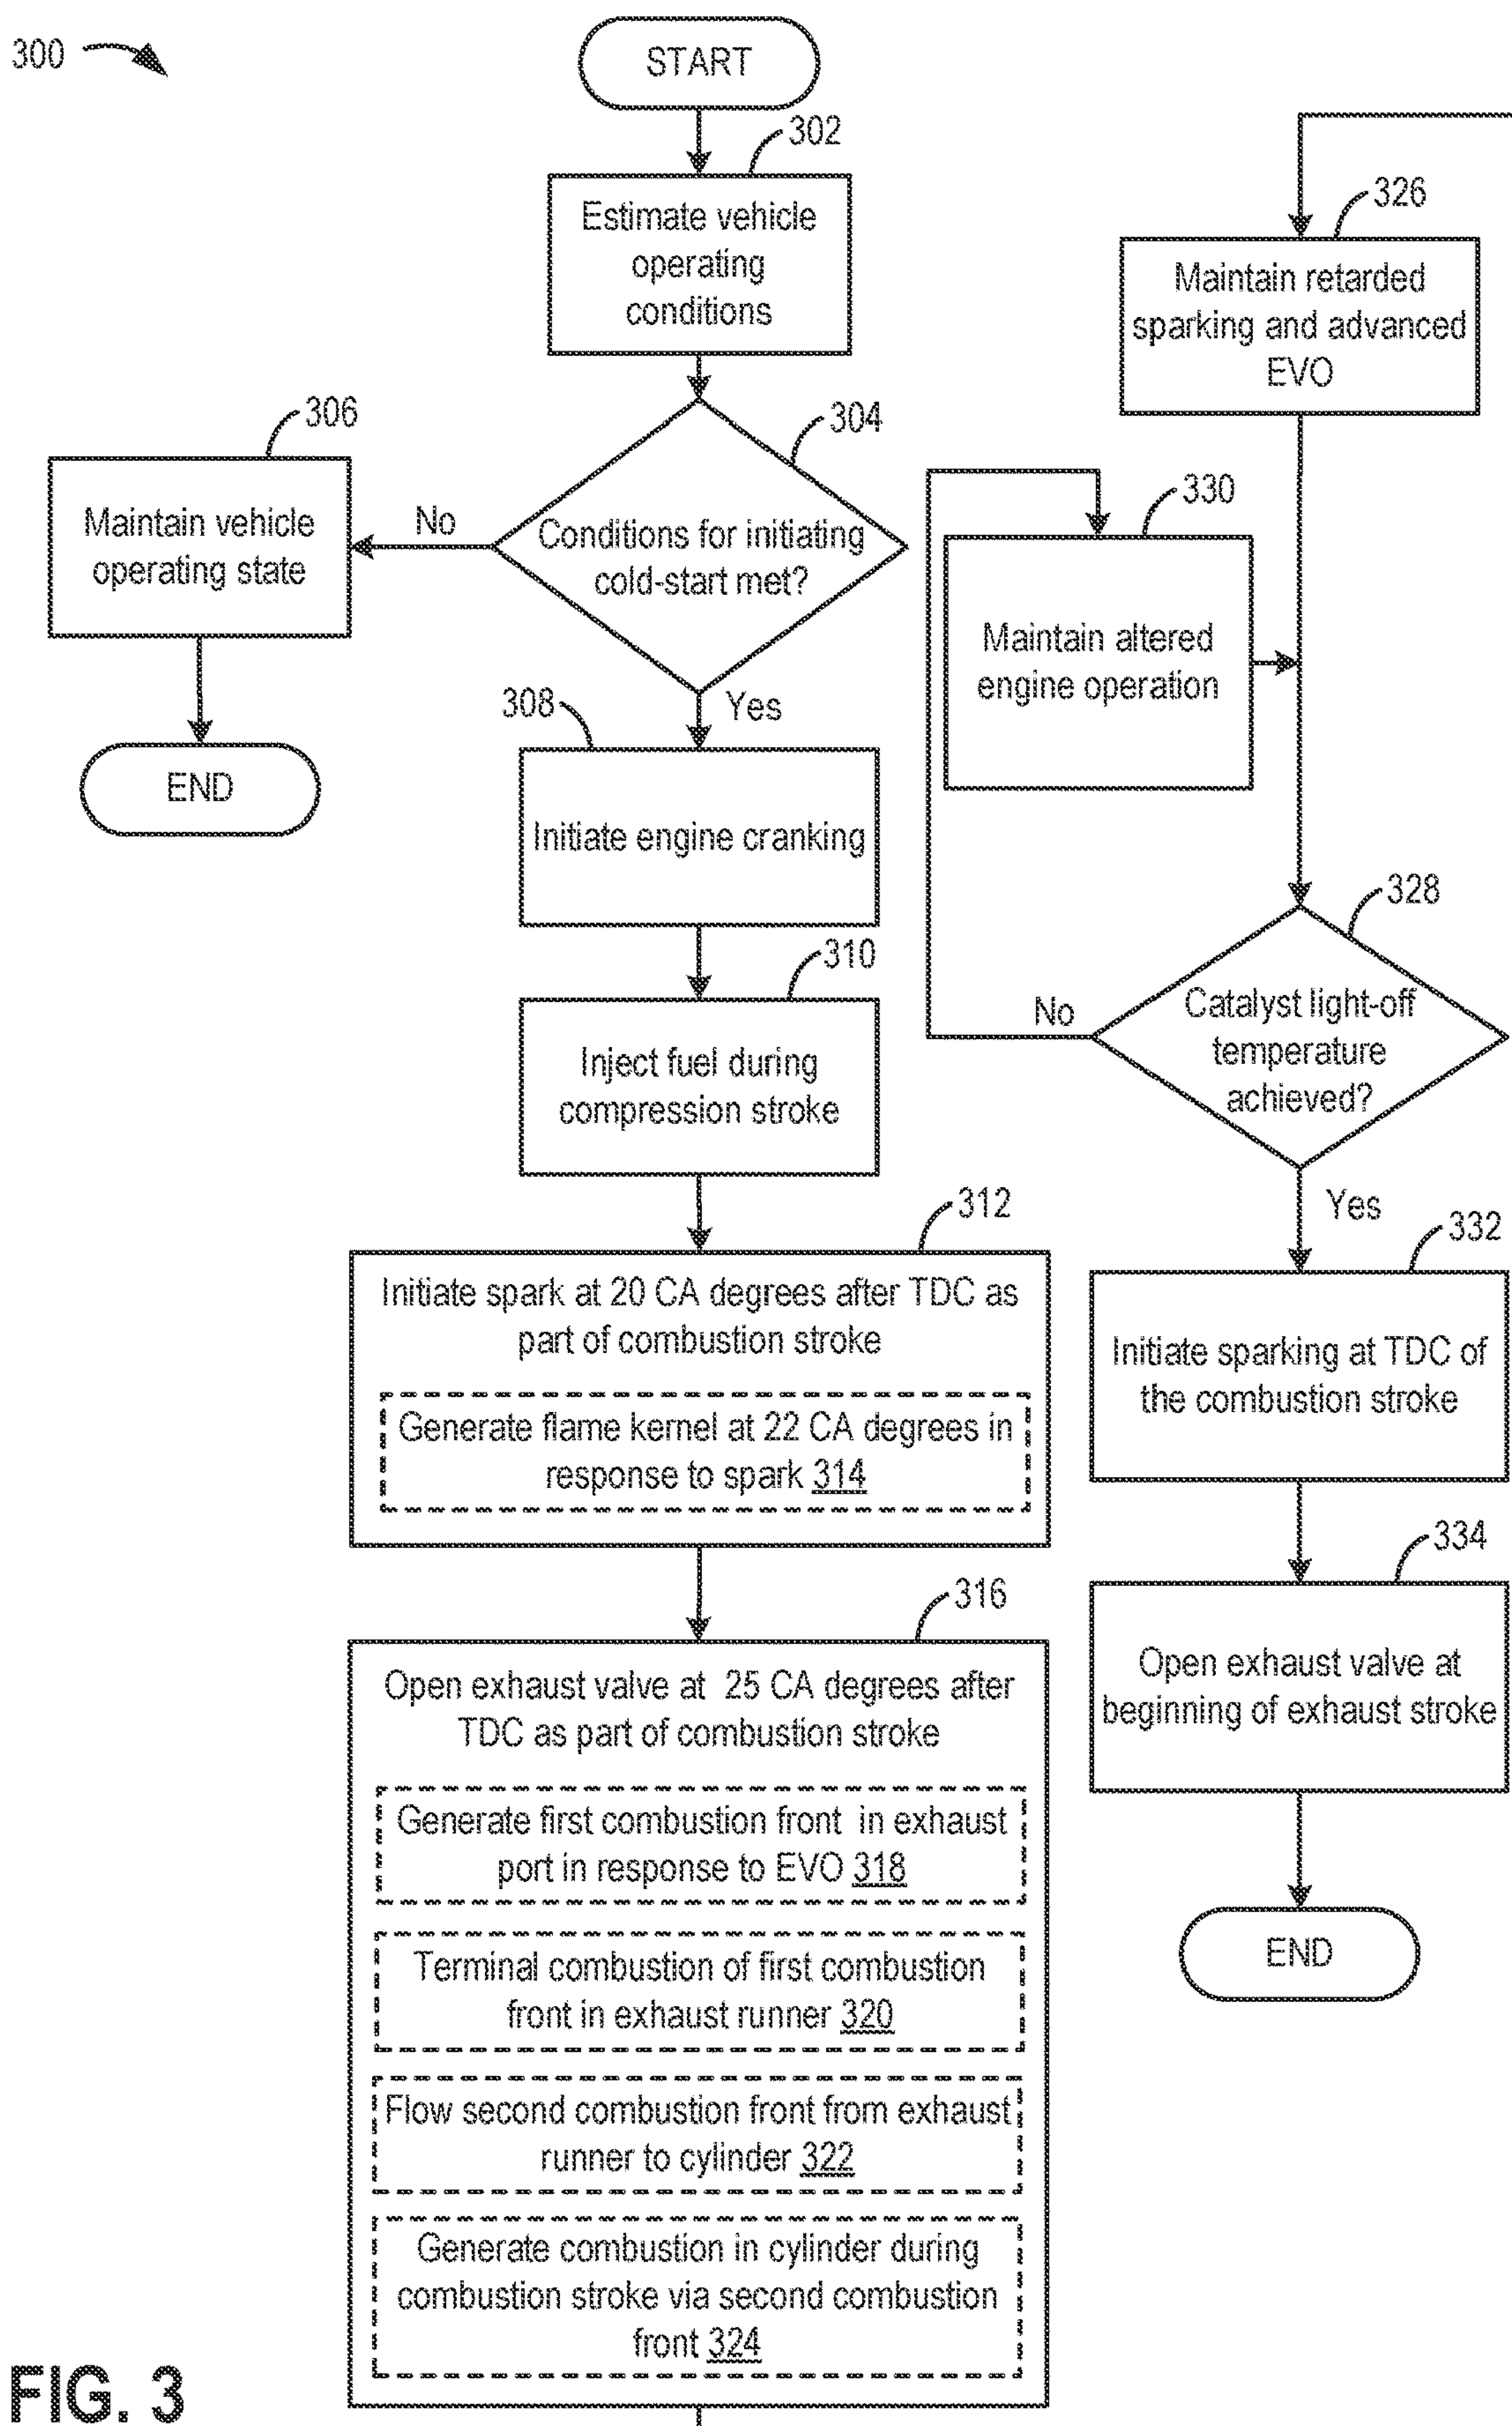 300
START
302
Estimate vehicle
operating
conditions
304
Conditions for initiating
cold-start met?
No
306
Maintain vehicle
operating state
END
Yes
308
Initiate engine cranking
310
Inject fuel during
compression stroke
312
Initiate spark at 20 CA degrees after TDC as
part of combustion stroke
Generate flame kernel at 22 CA degrees in
response to spark 314
316
Open exhaust valve at 25 CA degrees after
TDC as part of combustion stroke
Generate first combustion front in exhaust
port in response to EVO 318
Terminal combustion of first combustion
front in exhaust runner 320
Flow second combustion front from exhaust
runner to cylinder 322
Generate combustion in cylinder during
combustion stroke via second combustion
front 324
326
Maintain retarded
sparking and advanced
EVO
330
Maintain altered
engine operation
328
Catalyst light-off
temperature
achieved?
No
Yes
332
Initiate sparking at TDC of
the combustion stroke
334
Open exhaust valve at
beginning of exhaust stroke
END
FIG. 3